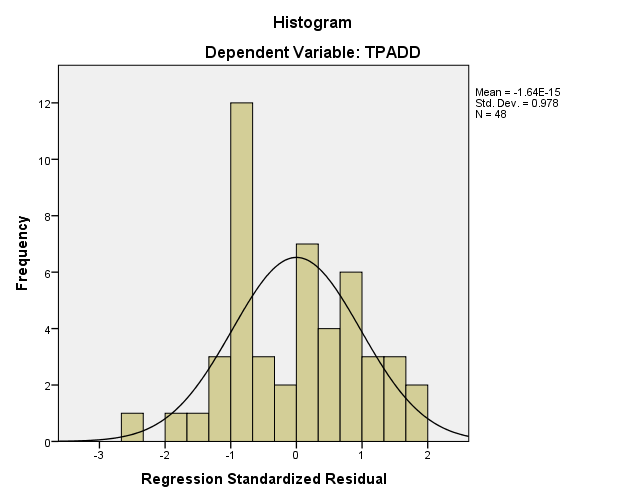 Histogram
Dependent Variable: TPADD
Mean = -1.64E-15
Std. Dev. = 0.978
N = 48
Frequency
12
10
8
6
4
2
0
-3 -2 -1 0 1 2
Regression Standardized Residual